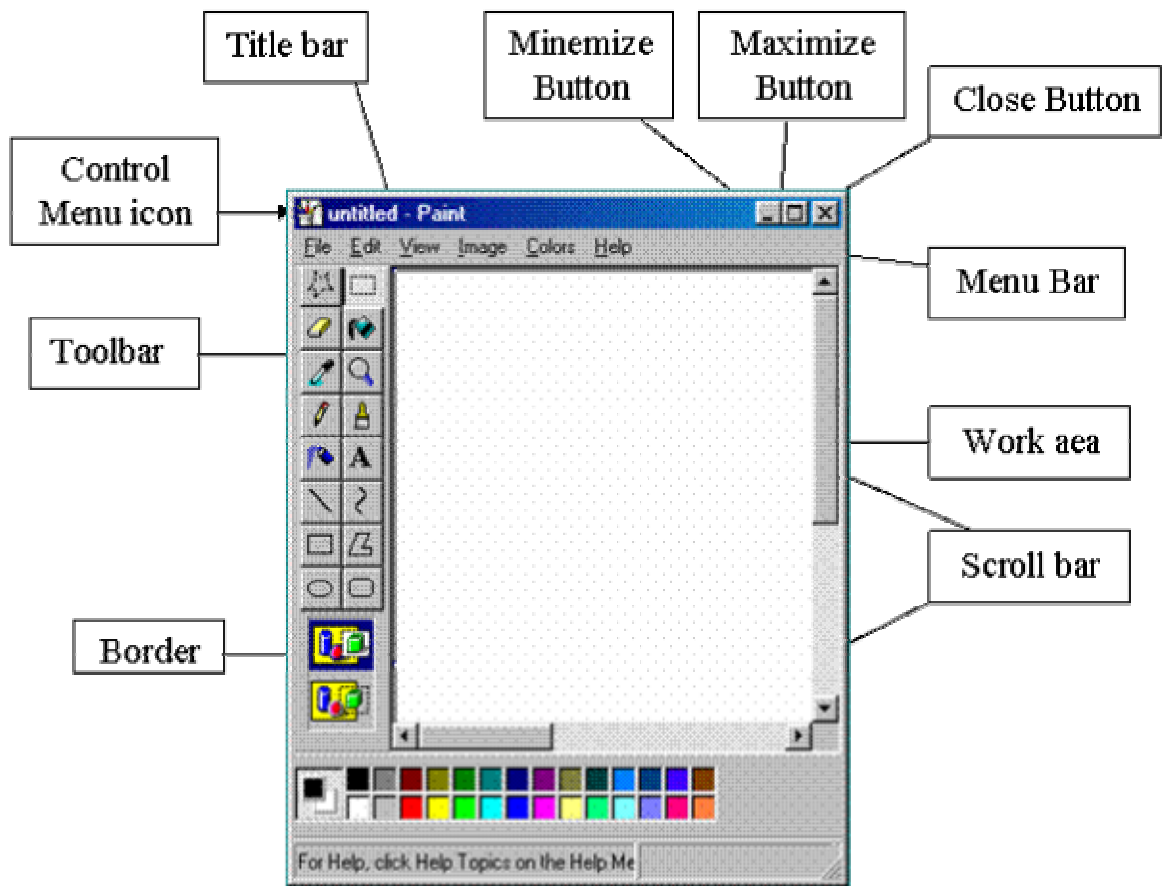 Title bar
Minemize
Button
Maximize
Button
Close Button
Control
Menu icon
untitled - Paint
File Edit View Image Colors Help
Menu Bar
Toolbar
A
Work aea
Scroll bar
Border
For Help, click Help Topics on the Help Me